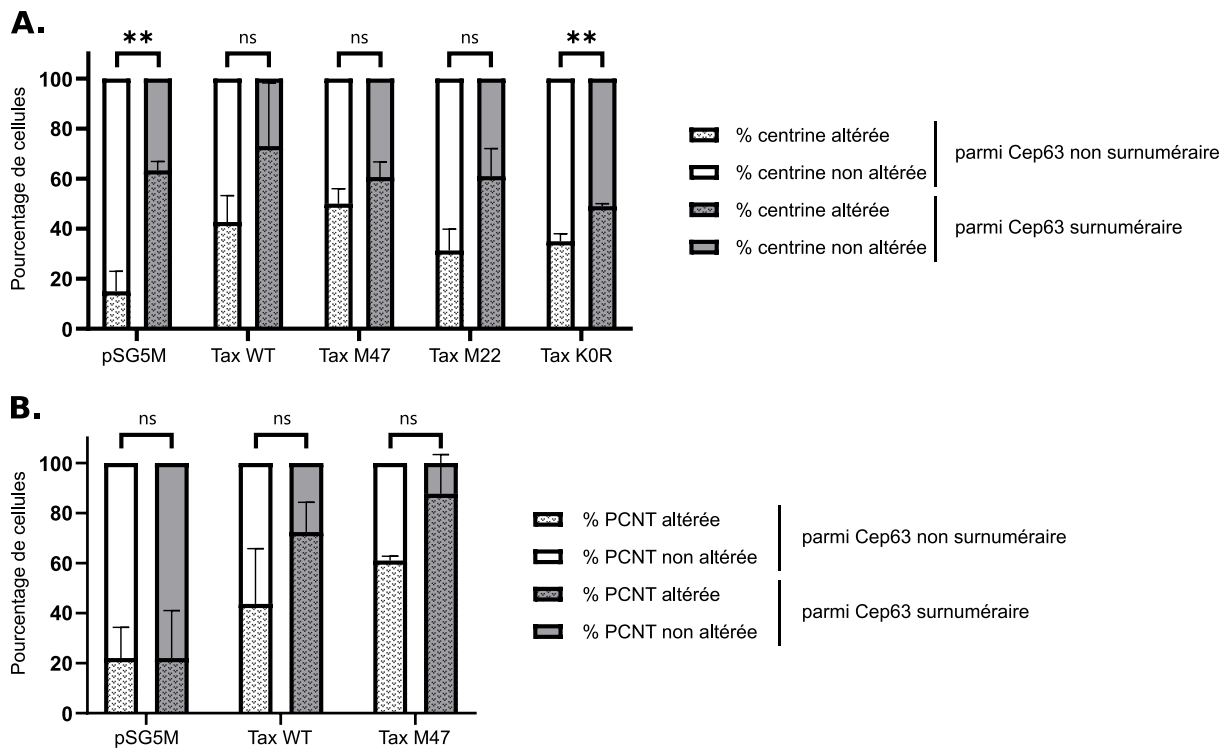 A.
** ns ns ns **
Pourcentage de cellules
100
80
60
40
20
0
pSG5M Tax WT Tax M47 Tax M22 Tax K0R
% centrine altérée
% centrine non altérée
parmi Cep63 non surnuméraire
% centrine altérée
% centrine non altérée
parmi Cep63 surnuméraire
B.
ns ns ns
Pourcentage de cellules
100
80
60
40
20
0
pSG5M Tax WT Tax M47
% PCNT altérée
% PCNT non altérée
parmi Cep63 non surnuméraire
% PCNT altérée
% PCNT non altérée
parmi Cep63 surnuméraire